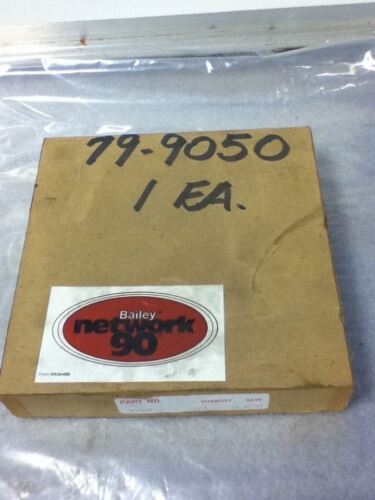 79-9050
1 EA.
Bailey
network
90
PART NO.
QUANTITY
DATE